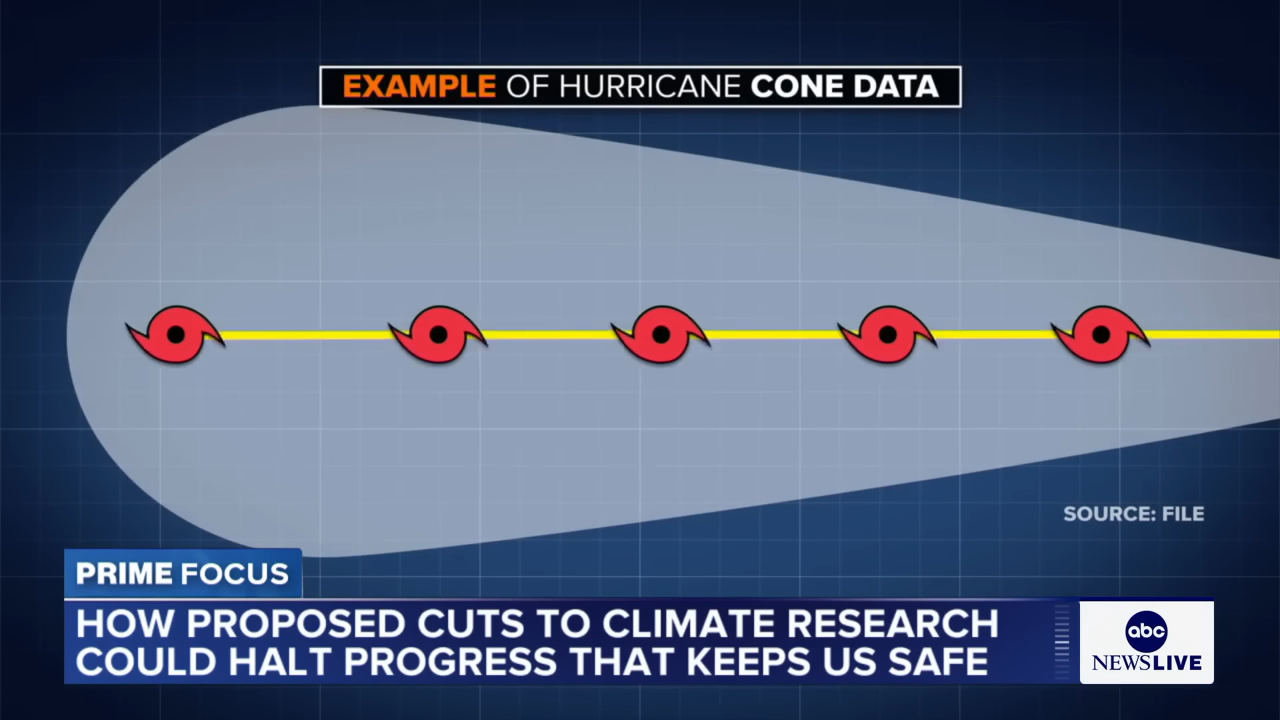 EXAMPLE OF HURRICANE CONE DATA
SOURCE: FILE
PRIME FOCUS
HOW PROPOSED CUTS TO CLIMATE RESEARCH
COULD HALT PROGRESS THAT KEEPS US SAFE
abc
NEWSLIVE